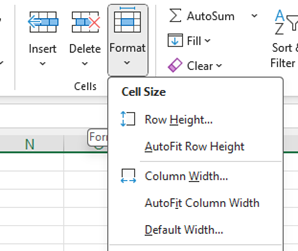 Insert
Delete
Format
AutoSum
Fill
Clear
Sort &
Filter
Cells
Cell Size
Row Height...
AutoFit Row Height
Column Width...
AutoFit Column Width
Default Width...
N
For